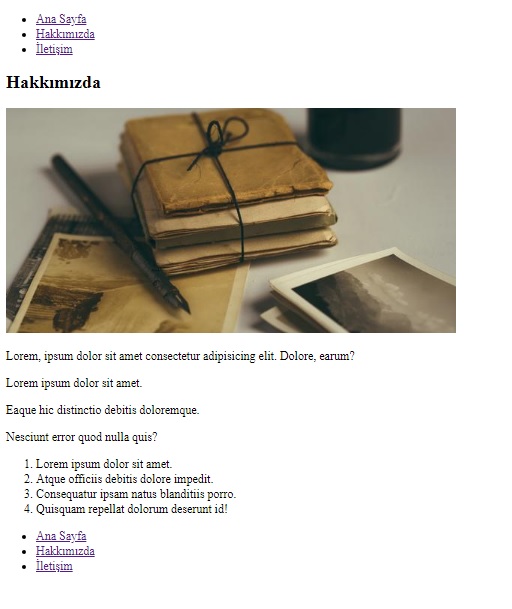 Ana Sayfa
Hakkımızda
İletişim
Hakkımızda
Lorem, ipsum dolor sit amet consectetur adipisicing elit. Dolore, earum?
Lorem ipsum dolor sit amet.
Eaque hic distinctio debitis doloremque.
Nesciunt error quod nulla quis?
1. Lorem ipsum dolor sit amet.
2. Atque officiis debitis dolore impedit.
3. Consequatur ipsam natus blanditiis porro.
4. Quisquam repellat dolorum deserunt id!
Ana Sayfa
Hakkımızda
İletişim